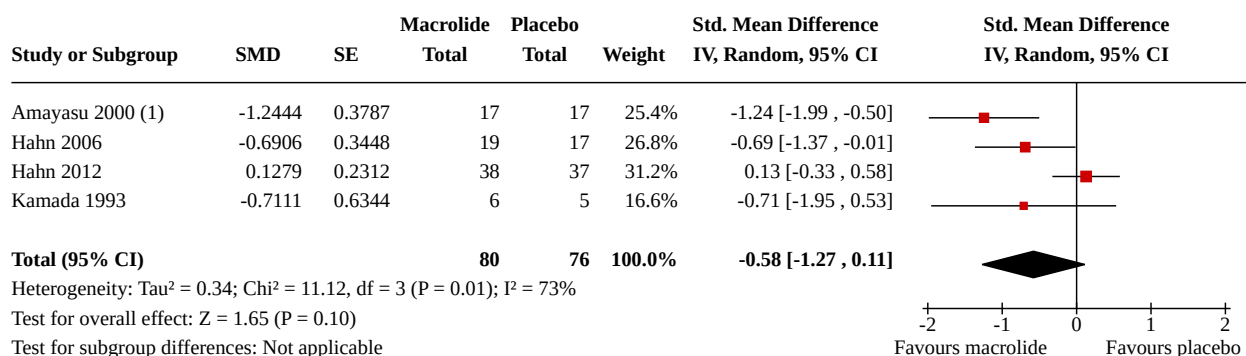 Macrolide Placebo Std. Mean Difference Std. Mean Difference
Study or Subgroup SMD SE Total Total Weight IV, Random, 95% CI IV, Random, 95% CI
Amayasu 2000 (1) -1.2444 0.3787 17 17 25.4% -1.24 [-1.99 , -0.50]
Hahn 2006 -0.6906 0.3448 19 17 26.8% -0.69 [-1.37 , -0.01]
Hahn 2012 0.1279 0.2312 38 37 31.2% 0.13 [-0.33 , 0.58]
Kamada 1993 -0.7111 0.6344 6 5 16.6% -0.71 [-1.95 , 0.53]
Total (95% CI) 80 76 100.0% -0.58 [-1.27 , 0.11]
Heterogeneity: Tau² = 0.34; Chi² = 11.12, df = 3 (P = 0.01); I² = 73%
Test for overall effect: Z = 1.65 (P = 0.10)
-2 -1 0 1 2
Test for subgroup differences: Not applicable Favours macrolide Favours placebo